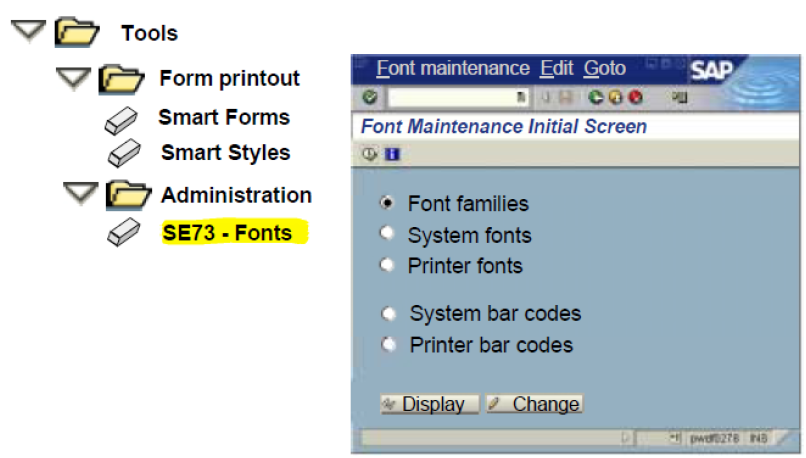 Tools
Form printout
Smart Forms
Smart Styles
Administration
SE73 - Fonts
Font maintenance Edit Goto
SAP
Font Maintenance Initial Screen
Font families
System fonts
Printer fonts
System bar codes
Printer bar codes
Display Change
INS